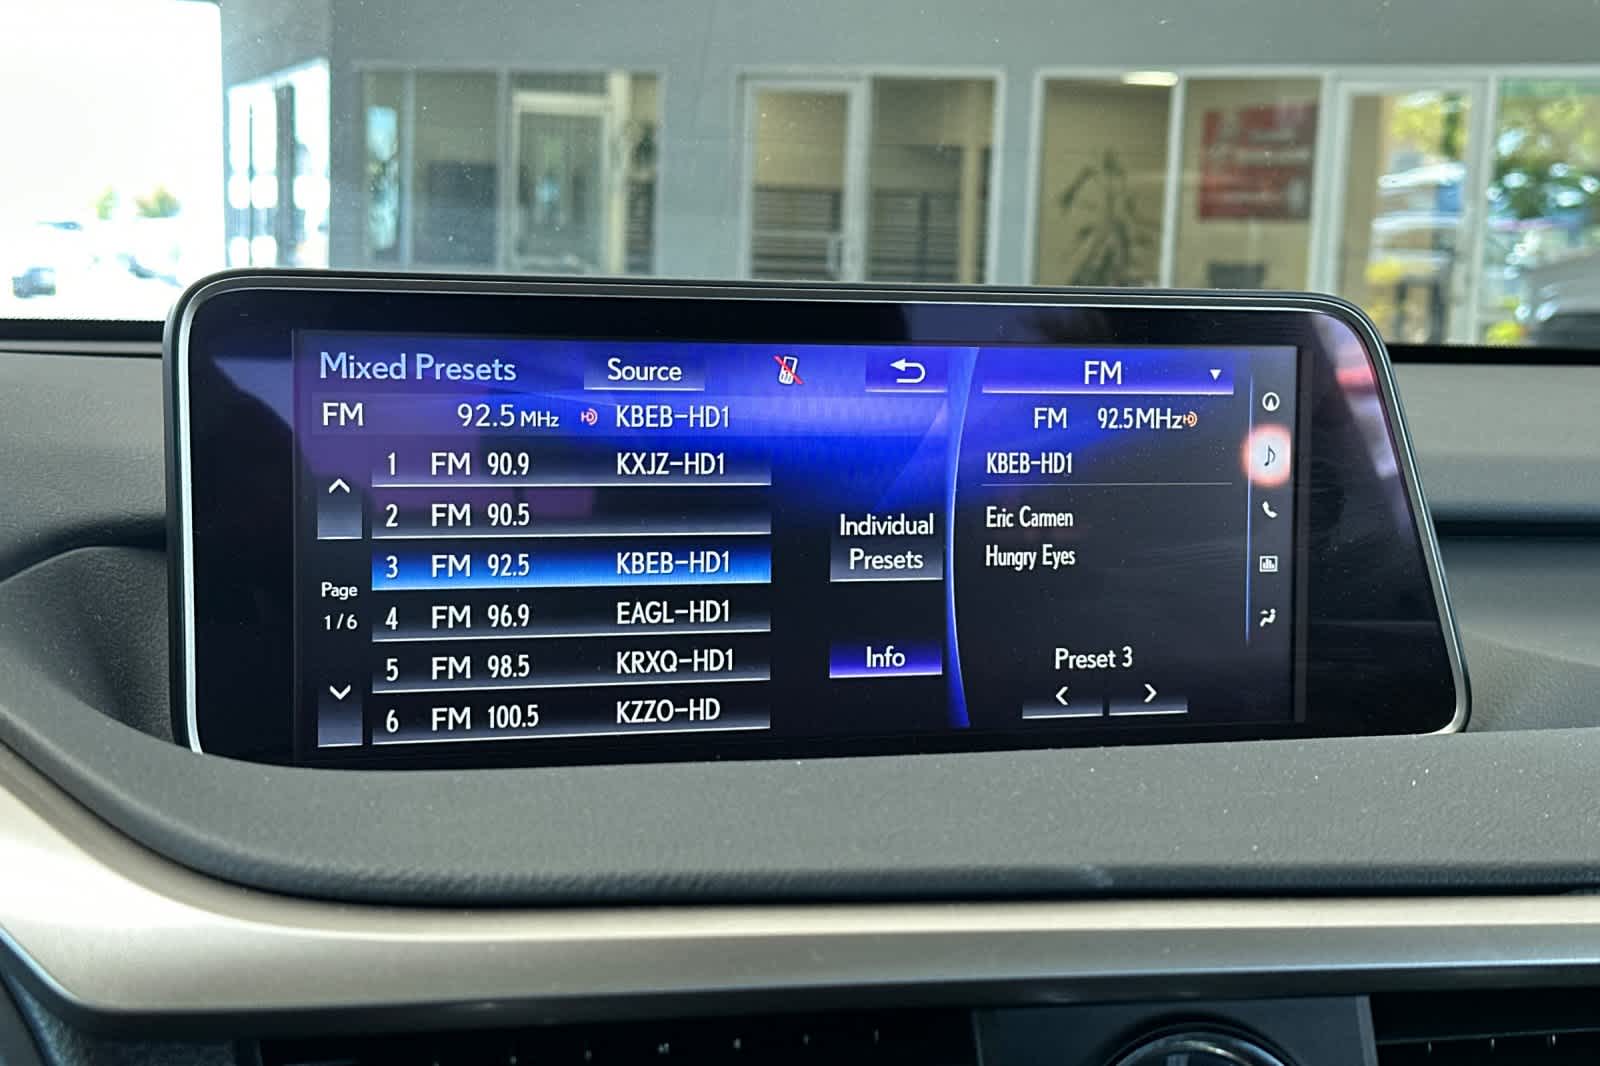 Mixed Presets Source FM
FM 92.5 MHz KBEB-HD1
FM 92.5MHz
1 FM 90.9 KXJZ-HD1
KBEB-HD1
2 FM 90.5
Eric Carmen
Individual
Presets
Hungry Eyes
3 FM 92.5 KBEB-HD1
Page
1/6
4 FM 96.9 EAGL-HD1
5 FM 98.5 KRXQ-HD1
Info
Preset 3
6 FM 100.5 KZZO-HD